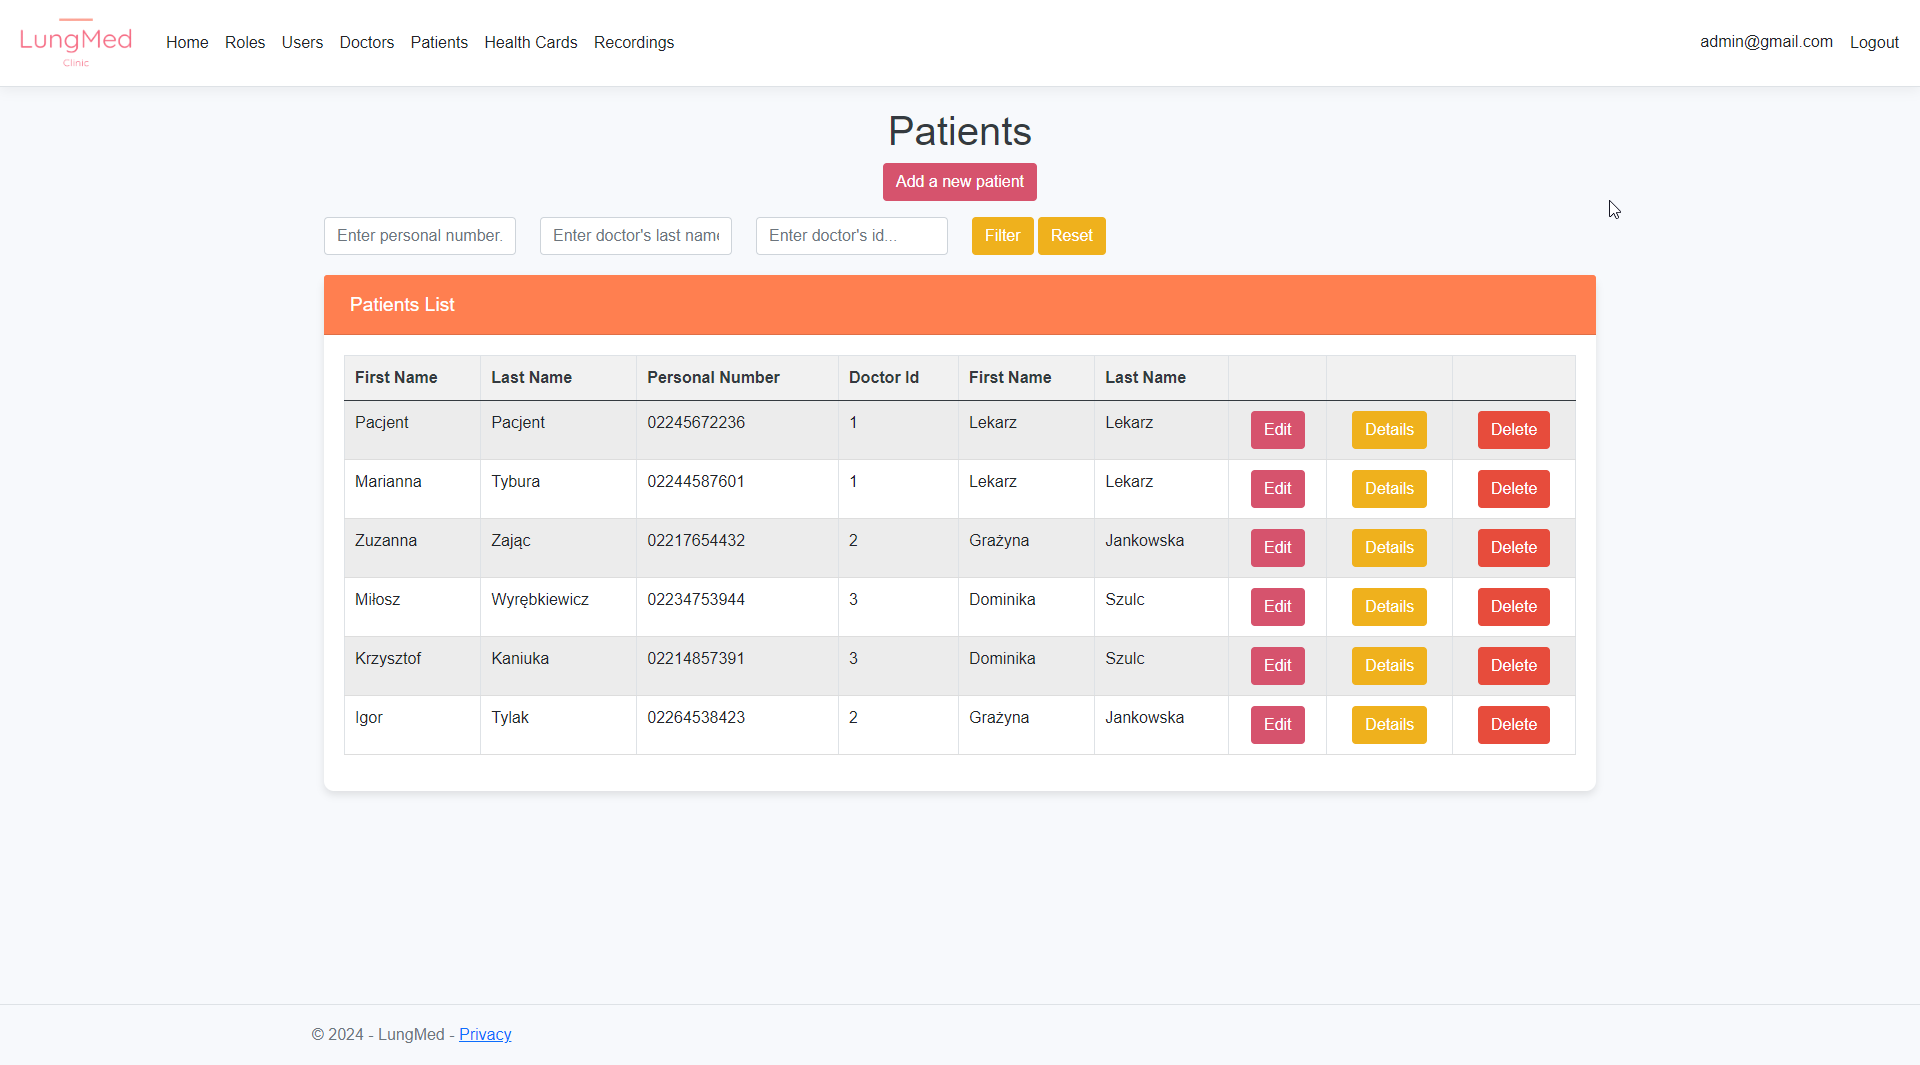 LungMed
Clinic
Home Roles Users Doctors Patients Health Cards Recordings admin@gmail.com Logout
Patients
Add a new patient
Enter personal number. Enter doctor's last name Enter doctor's id... Filter Reset
Patients List
First Name Last Name Personal Number Doctor Id First Name Last Name
Pacjent Pacjent 02245672236 1 Lekarz Lekarz Edit Details Delete
Marianna Tybura 02244587601 1 Lekarz Lekarz Edit Details Delete
Zuzanna Zając 02217654432 2 Grażyna Jankowska Edit Details Delete
Miłosz Wyrębkiewicz 02234753944 3 Dominika Szulc Edit Details Delete
Krzysztof Kaniuka 02214857391 3 Dominika Szulc Edit Details Delete
Igor Tylak 02264538423 2 Grażyna Jankowska Edit Details Delete
© 2024 - LungMed - Privacy